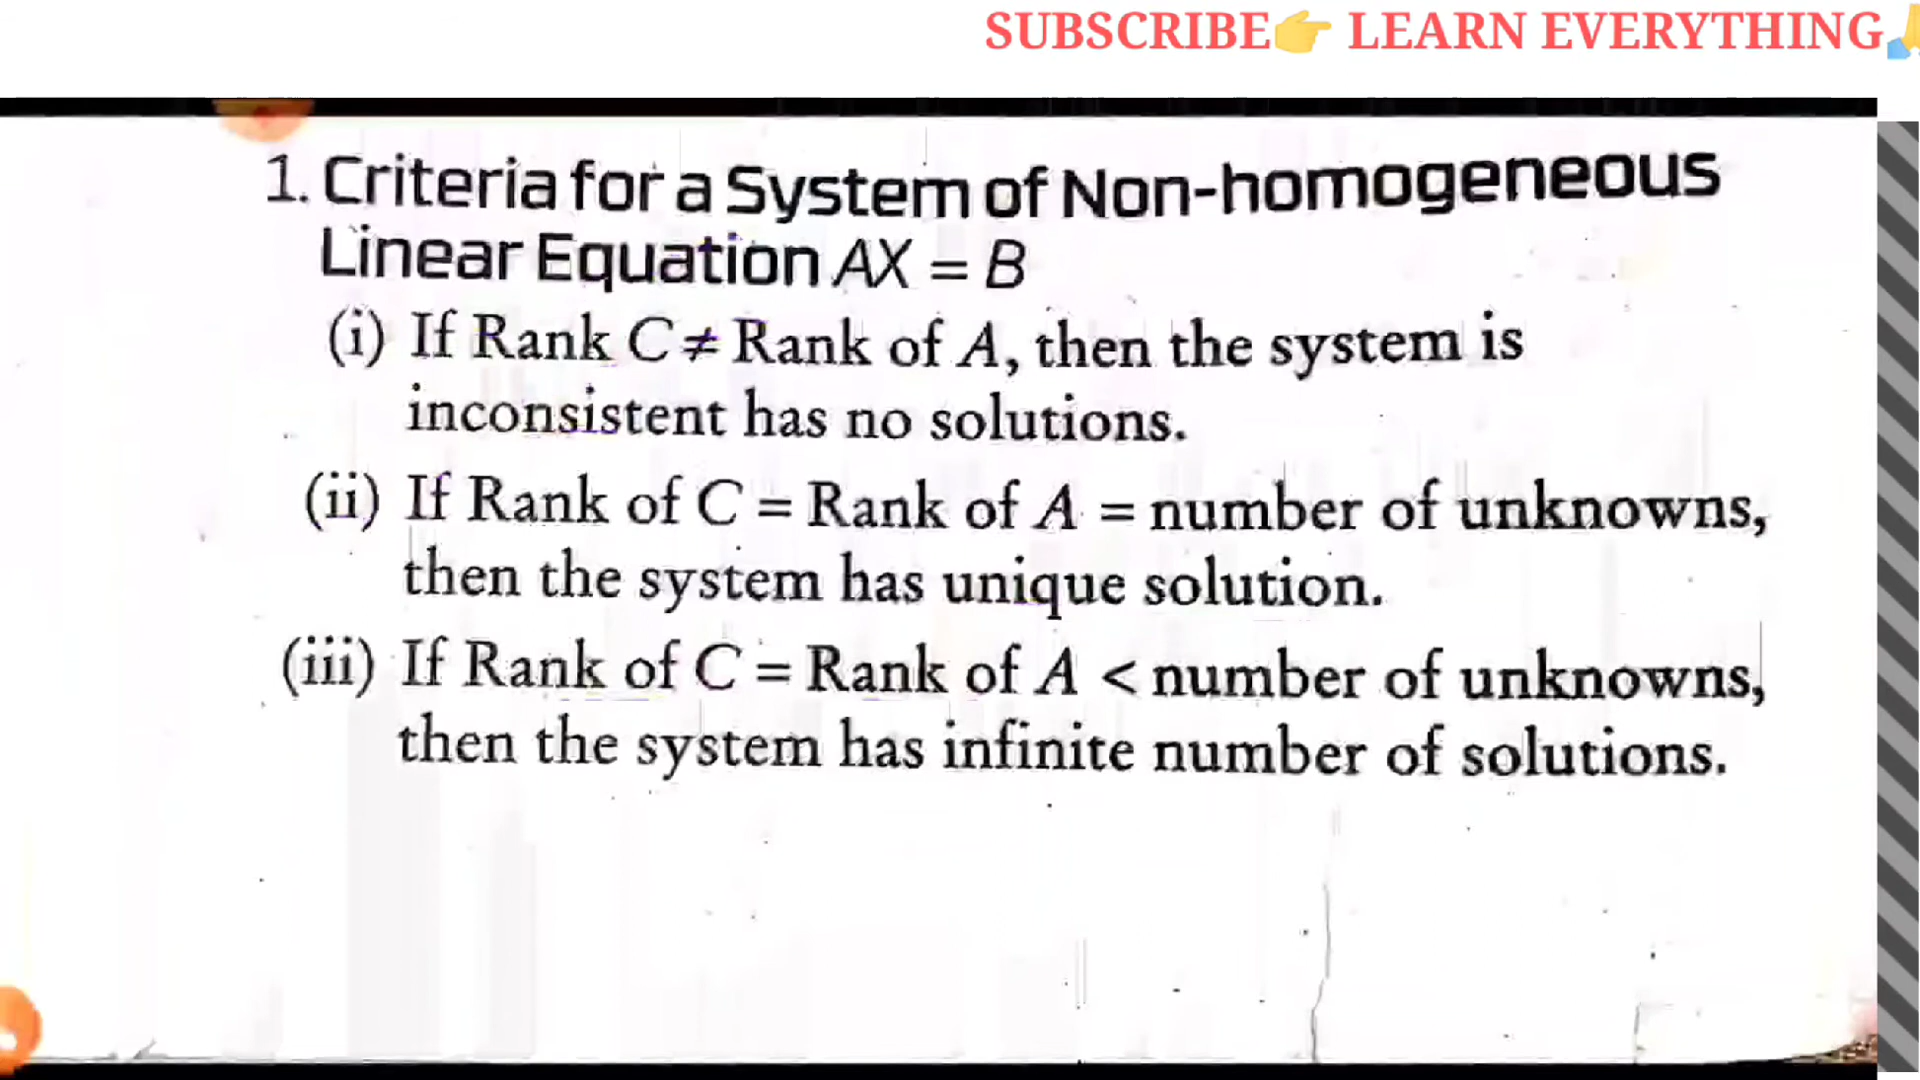 SUBSCRIBE👉 LEARN EVERYTHING🙏
1. Criteria for a System of Non-homogeneous
Linear Equation AX = B
(i) If Rank C ≠ Rank of A, then the system is
inconsistent has no solutions.
(ii) If Rank of C = Rank of A = number of unknowns,
then the system has unique solution.
(iii) If Rank of C = Rank of A < number of unknowns,
then the system has infinite number of solutions.